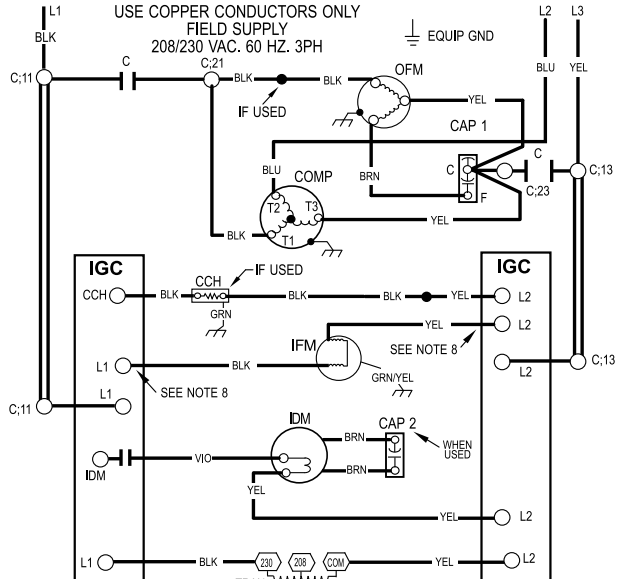 L1
USE COPPER CONDUCTORS ONLY
FIELD SUPPLY
208/230 VAC. 60 HZ. 3PH
L2
L3
BLK
EQUIP GND
C
C;11
C;21
BLK
BLK
OFM
BLU
YEL
IF USED
YEL
CAP 1
C
BLU
COMP
BRN
C
C;13
C;23
F
T2
T3
YEL
BLK
T1
IGC
IF USED
IGC
CCH
CCH
BLK
BLK
BLK
YEL
L2
GRN
YEL
L2
IFM
SEE NOTE 8
L1
BLK
C;13
L2
GRN/YEL
SEE NOTE 8
L1
C;11
IDM
CAP 2
BRN
WHEN
USED
VIO
IDM
BRN
YEL
YEL
L2
L1
BLK
230
208
COM
YEL
L2